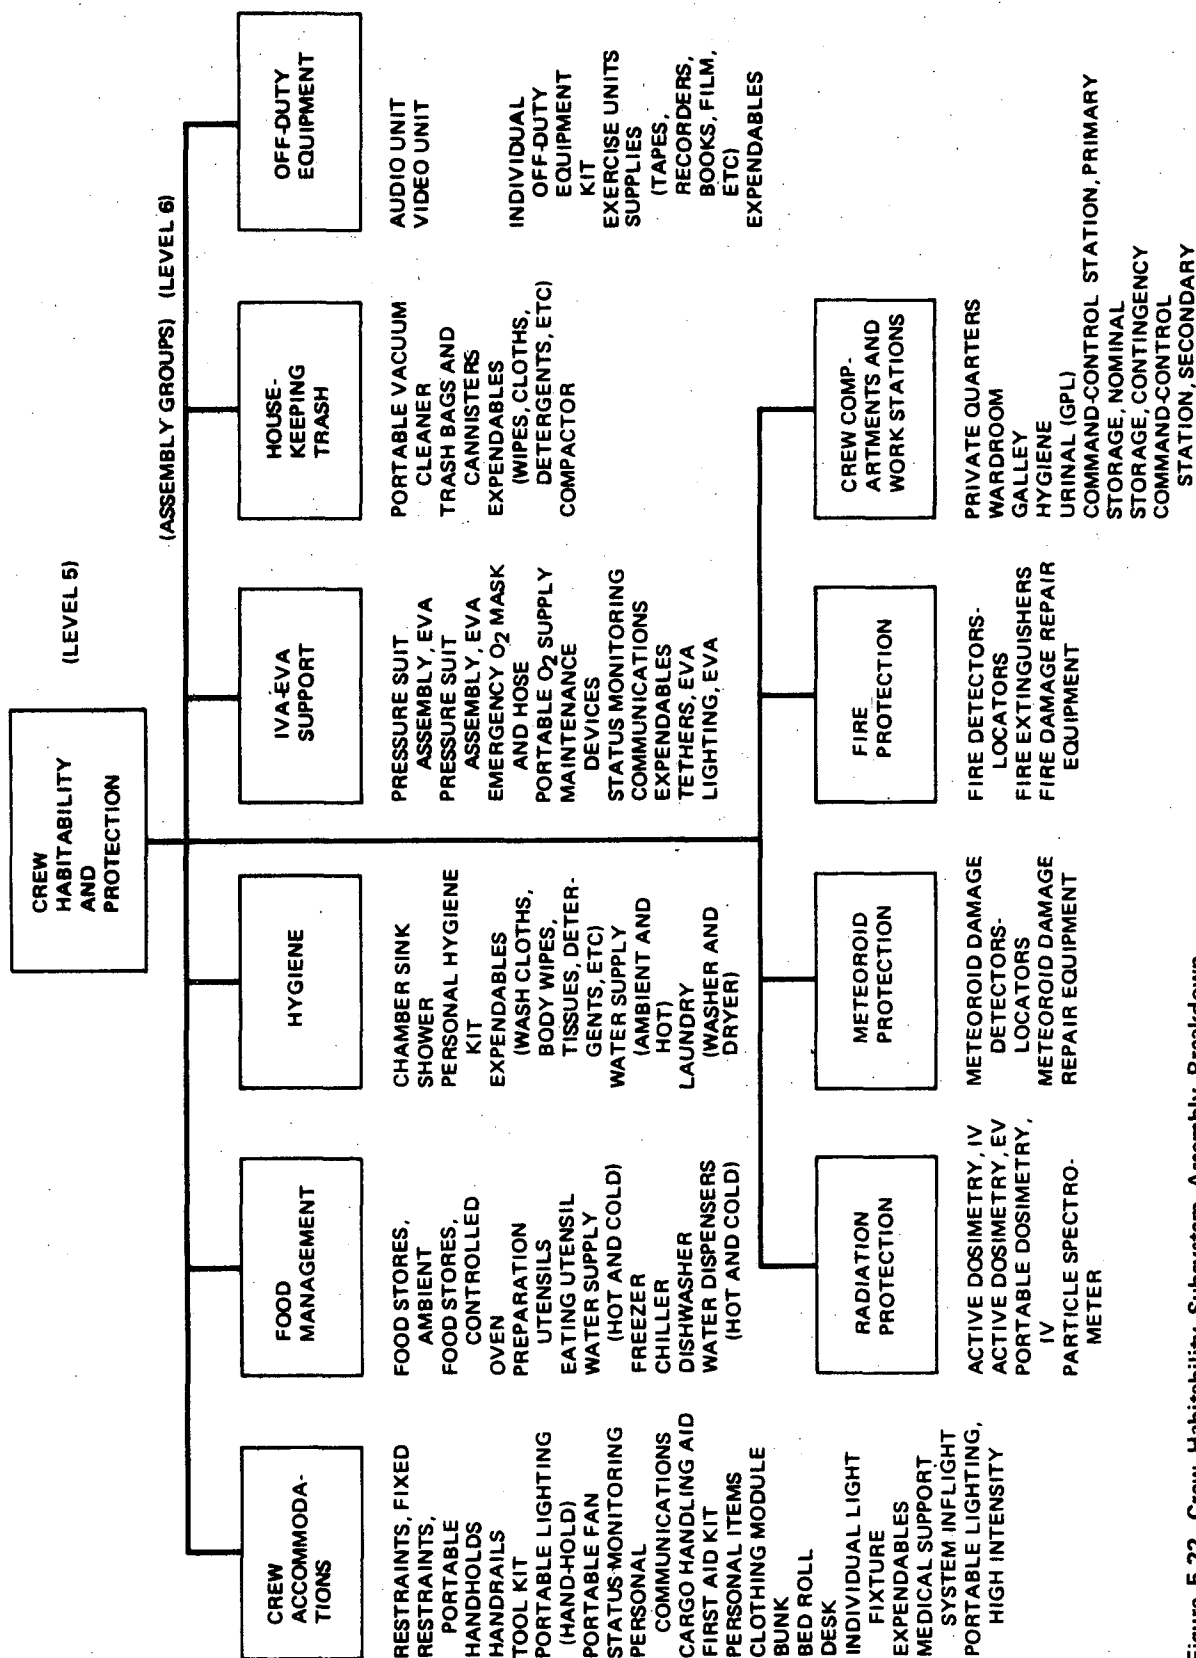 CREW
HABITABILITY
AND
PROTECTION
(LEVEL 5)
(ASSEMBLY GROUPS) (LEVEL 6)
CREW
ACCOMMODA-
TIONS
RESTRAINTS, FIXED
RESTRAINTS,
PORTABLE
HANDHOLDS
HANDRAILS
TOOL KIT
PORTABLE LIGHTING
(HAND-HOLD)
PORTABLE FAN
STATUS-MONITORING
PERSONAL
COMMUNICATIONS
CARGO HANDLING AID
FIRST AID KIT
PERSONAL ITEMS
CLOTHING MODULE
BUNK
BED ROLL
DESK
INDIVIDUAL LIGHT
FIXTURE
EXPENDABLES
MEDICAL SUPPORT
SYSTEM INFLIGHT
PORTABLE LIGHTING,
HIGH INTENSITY
FOOD
MANAGEMENT
FOOD STORES,
AMBIENT
FOOD STORES,
CONTROLLED
OVEN
PREPARATION
UTENSILS
EATING UTENSIL
WATER SUPPLY
(HOT AND COLD)
FREEZER
CHILLER
DISHWASHER
WATER DISPENSERS
(HOT AND COLD)
HYGIENE
CHAMBER SINK
SHOWER
PERSONAL HYGIENE
KIT
EXPENDABLES
(WASH CLOTHS,
BODY WIPES,
TISSUES, DETER-
GENTS, ETC)
WATER SUPPLY
(AMBIENT AND
HOT)
LAUNDRY
(WASHER AND
DRYER)
IVA-EVA
SUPPORT
PRESSURE SUIT
ASSEMBLY, EVA
PRESSURE SUIT
ASSEMBLY, EVA
EMERGENCY O2 MASK
AND HOSE
PORTABLE O2 SUPPLY
MAINTENANCE
DEVICES
STATUS MONITORING
COMMUNICATIONS
EXPENDABLES
TETHERS, EVA
LIGHTING, EVA
HOUSE-
KEEPING
TRASH
PORTABLE VACUUM
CLEANER
TRASH BAGS AND
CANNISTERS
EXPENDABLES
(WIPES, CLOTHS,
DETERGENTS, ETC)
COMPACTOR
OFF-DUTY
EQUIPMENT
AUDIO UNIT
VIDEO UNIT
INDIVIDUAL
OFF-DUTY
EQUIPMENT
KIT
EXERCISE UNITS
SUPPLIES
(TAPES,
RECORDERS,
BOOKS, FILM,
ETC)
EXPENDABLES
RADIATION
PROTECTION
ACTIVE DOSIMETRY, IV
ACTIVE DOSIMETRY, EV
PORTABLE DOSIMETRY,
IV
PARTICLE SPECTRO-
METER
METEOROID
PROTECTION
METEOROID DAMAGE
DETECTORS-
LOCATORS
METEOROID DAMAGE
REPAIR EQUIPMENT
FIRE
PROTECTION
FIRE DETECTORS-
LOCATORS
FIRE EXTINGUISHERS
FIRE DAMAGE REPAIR
EQUIPMENT
CREW COMP-
ARTMENTS AND
WORK STATIONS
PRIVATE QUARTERS
WARDROOM
GALLEY
HYGIENE
URINAL (GPL)
COMMAND-CONTROL STATION, PRIMARY
STORAGE, NOMINAL
STORAGE, CONTINGENCY
COMMAND-CONTROL
STATION, SECONDARY
Crew Habitability Subsystem Assembly Breakdown